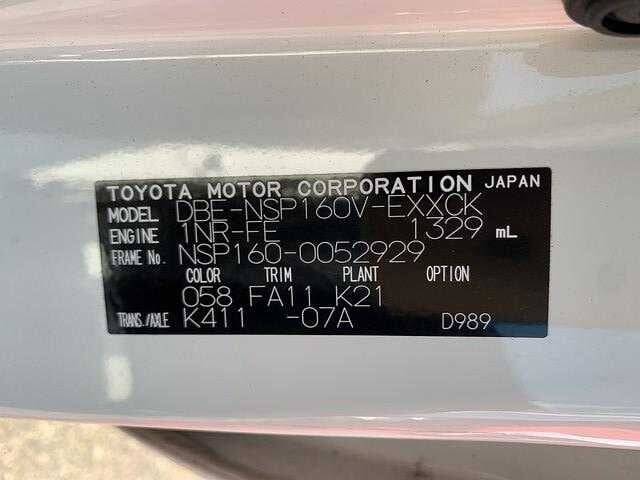 TOYOTA MOTOR CORPORATION JAPAN
MODEL DBE-NSP160V-EXXCK
ENGINE 1NR-FE 1329 mL
FRAME No. NSP160-0052929
COLOR TRIM PLANT OPTION
058 FA11 K21
TRANS./AXLE K411 -07A D989